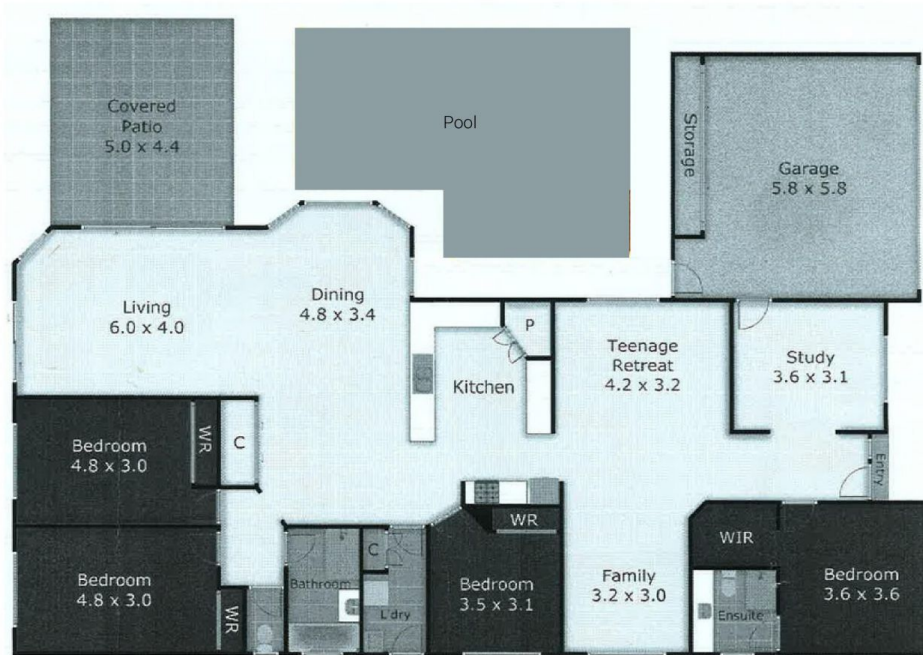 Covered
Patio
5.0 x 4.4
Pool
Storage
Garage
5.8 x 5.8
Living
6.0 x 4.0
Dining
4.8 x 3.4
P
Kitchen
Teenage
Retreat
4.2 x 3.2
Study
3.6 x 3.1
Bedroom
4.8 x 3.0
WR
C
Entry
WR
WIR
Bedroom
4.8 x 3.0
WR
Bathroom
C
L'dry
Bedroom
3.5 x 3.1
Family
3.2 x 3.0
Ensuite
Bedroom
3.6 x 3.6